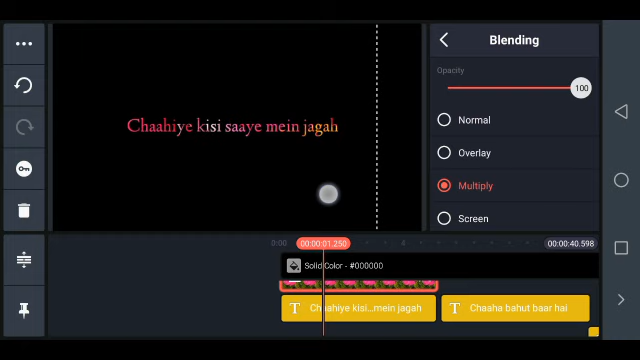 Blending
Opacity
100
Chaahiye kisi saaye mein jagah
Normal
Overlay
Multiply
Screen
0:00
00:00:01.250
00:00:40.598
Solid Color - #000000
T Chaahiye kisi...mein jagah
T Chaaha bahut baar hai